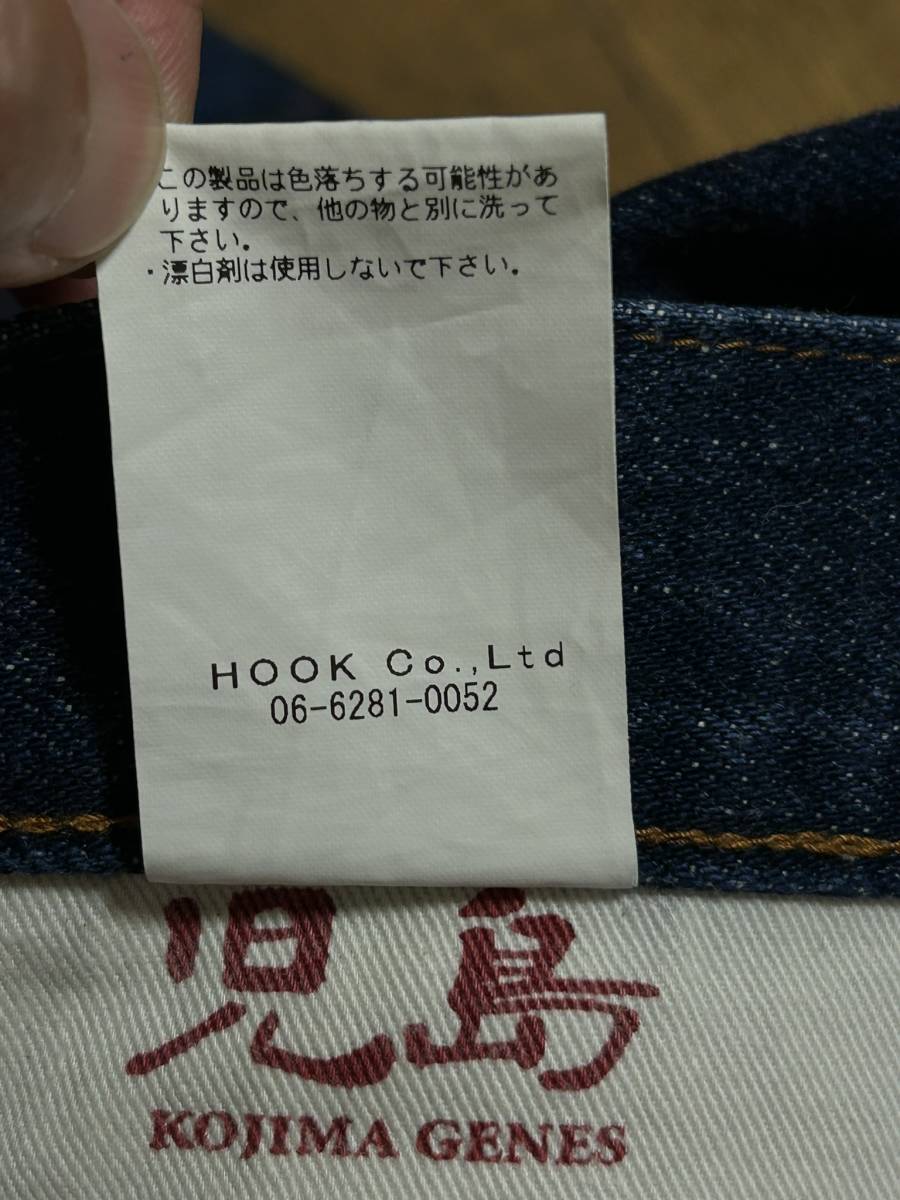 この製品は色落ちする可能性があ
りますので、他の物と別に洗って
下さい。
・漂白剤は使用しないで下さい。
HOOK Co.,Ltd
06-6281-0052
児島
KOJIMA GENES